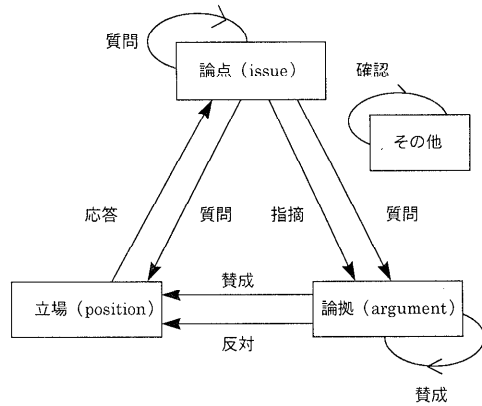 質問
論点（issue）
確認
その他
応答
質問
指摘
質問
立場（position）
賛成
論拠（argument）
反対
賛成